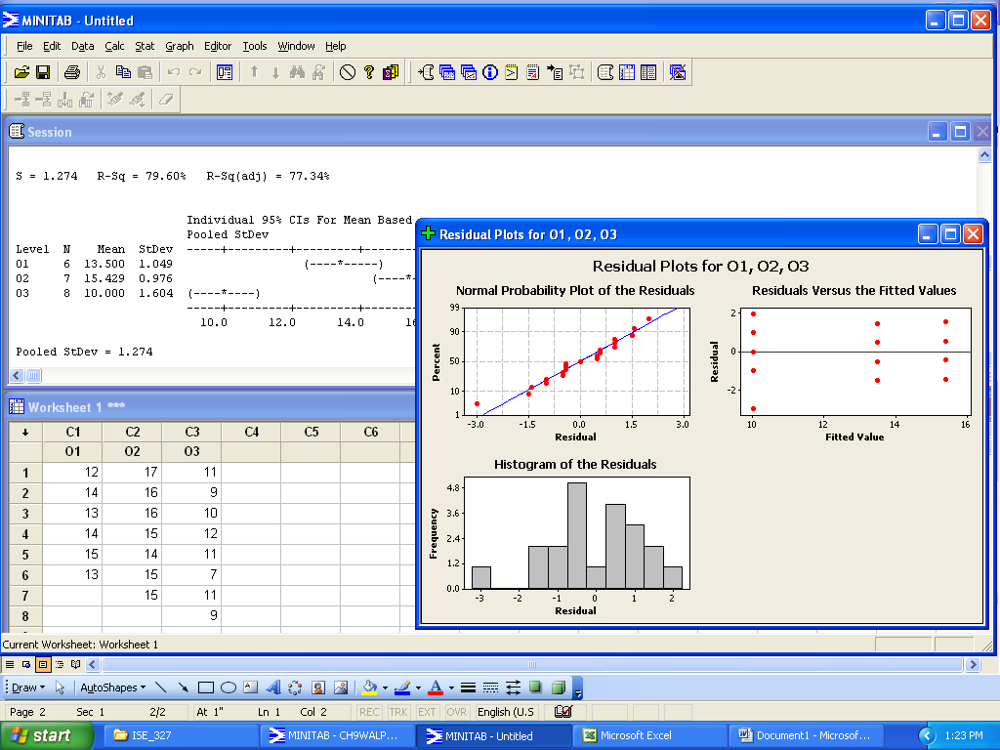 MINITAB - Untitled
File Edit Data Calc Stat Graph Editor Tools Window Help
Session
S = 1.274 R-Sq = 79.60% R-Sq(adj) = 77.34%
Individual 95% CIs For Mean Based
Pooled StDev
Level N Mean StDev -----+---------+---------+---------+-
O1 6 13.500 1.049 (----*-----)
O2 7 15.429 0.976 (----*
O3 8 10.000 1.604 (----*----)
-----+---------+---------+---------+-
10.0 12.0 14.0
Pooled StDev = 1.274
Residual Plots for O1, O2, O3
Residual Plots for O1, O2, O3
Normal Probability Plot of the Residuals
99
90
50
10
1
Percent
-3.0 -1.5 0.0 1.5 3.0
Residual
Residuals Versus the Fitted Values
2
0
-2
Residual
10 12 14 16
Fitted Value
Histogram of the Residuals
4.8
3.6
2.4
1.2
0.0
Frequency
-3 -2 -1 0 1 2
Residual
Worksheet 1 ***
C1 C2 C3 C4 C5 C6
O1 O2 O3
1 12 17 11
2 14 16 9
3 13 16 10
4 14 15 12
5 15 14 11
6 13 15 7
7 15 11
8 9
Current Worksheet: Worksheet 1
Draw AutoShapes
Page 2 Sec 1 2/2 At 1" Ln 1 Col 2 REC TRK EXT OVR English (U.S
start ISE_327 MINITAB - CH9WALP... MINITAB - Untitled Microsoft Excel Document1 - Microsof... 1:23 PM